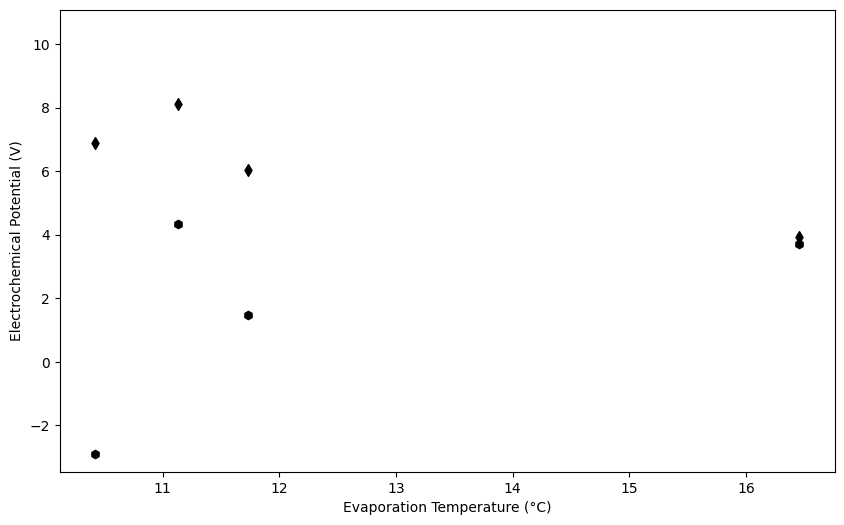 10
8
6
4
2
0
−2
11 12 13 14 15 16
Electrochemical Potential (V)
Evaporation Temperature (°C)